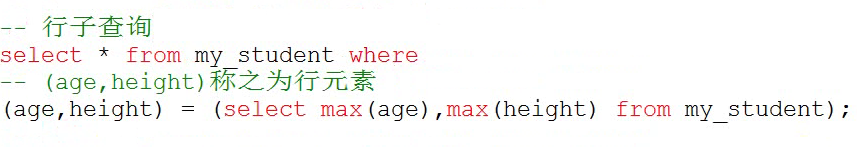 -- 行子查询
select * from my_student where
-- (age,height)称之为行元素
(age,height) = (select max(age),max(height) from my_student);